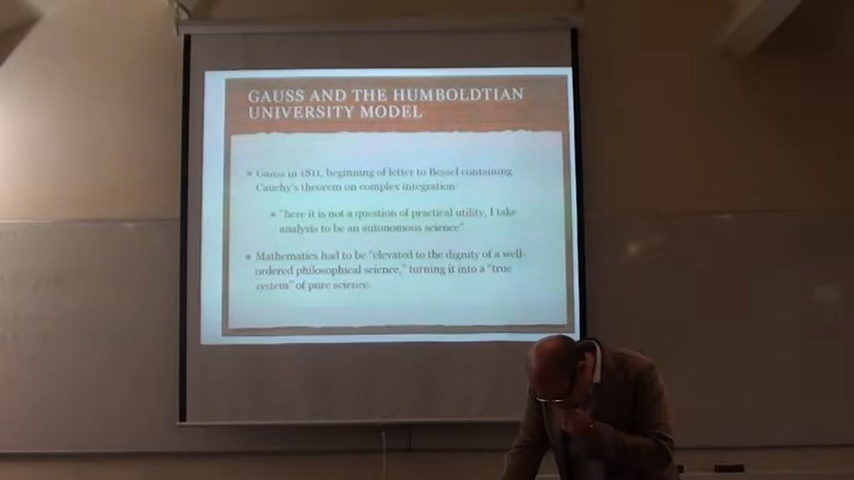 GAUSS AND THE HUMBOLDTIAN
UNIVERSITY MODEL
Gauss in 1811, beginning of letter to Bessel containing
Cauchy's theorem on complex integration:
"here it is not a question of practical utility, I take
analysis to be an autonomous science"
Mathematics had to be "elevated to the dignity of a well-
ordered philosophical science," turning it into a "true
system" of pure science.